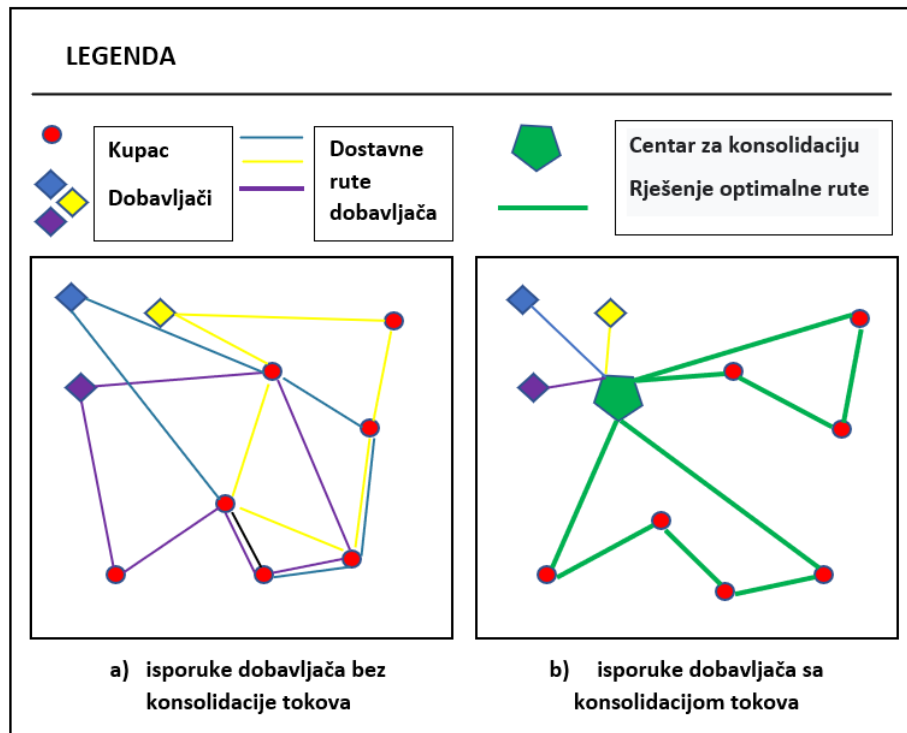 LEGENDA
Kupac
Dobavljači
Dostavne
rute
dobavljača
Centar za konsolidaciju
Rješenje optimalne rute
a) isporuke dobavljača bez
konsolidacije tokova
b) isporuke dobavljača sa
konsolidacijom tokova